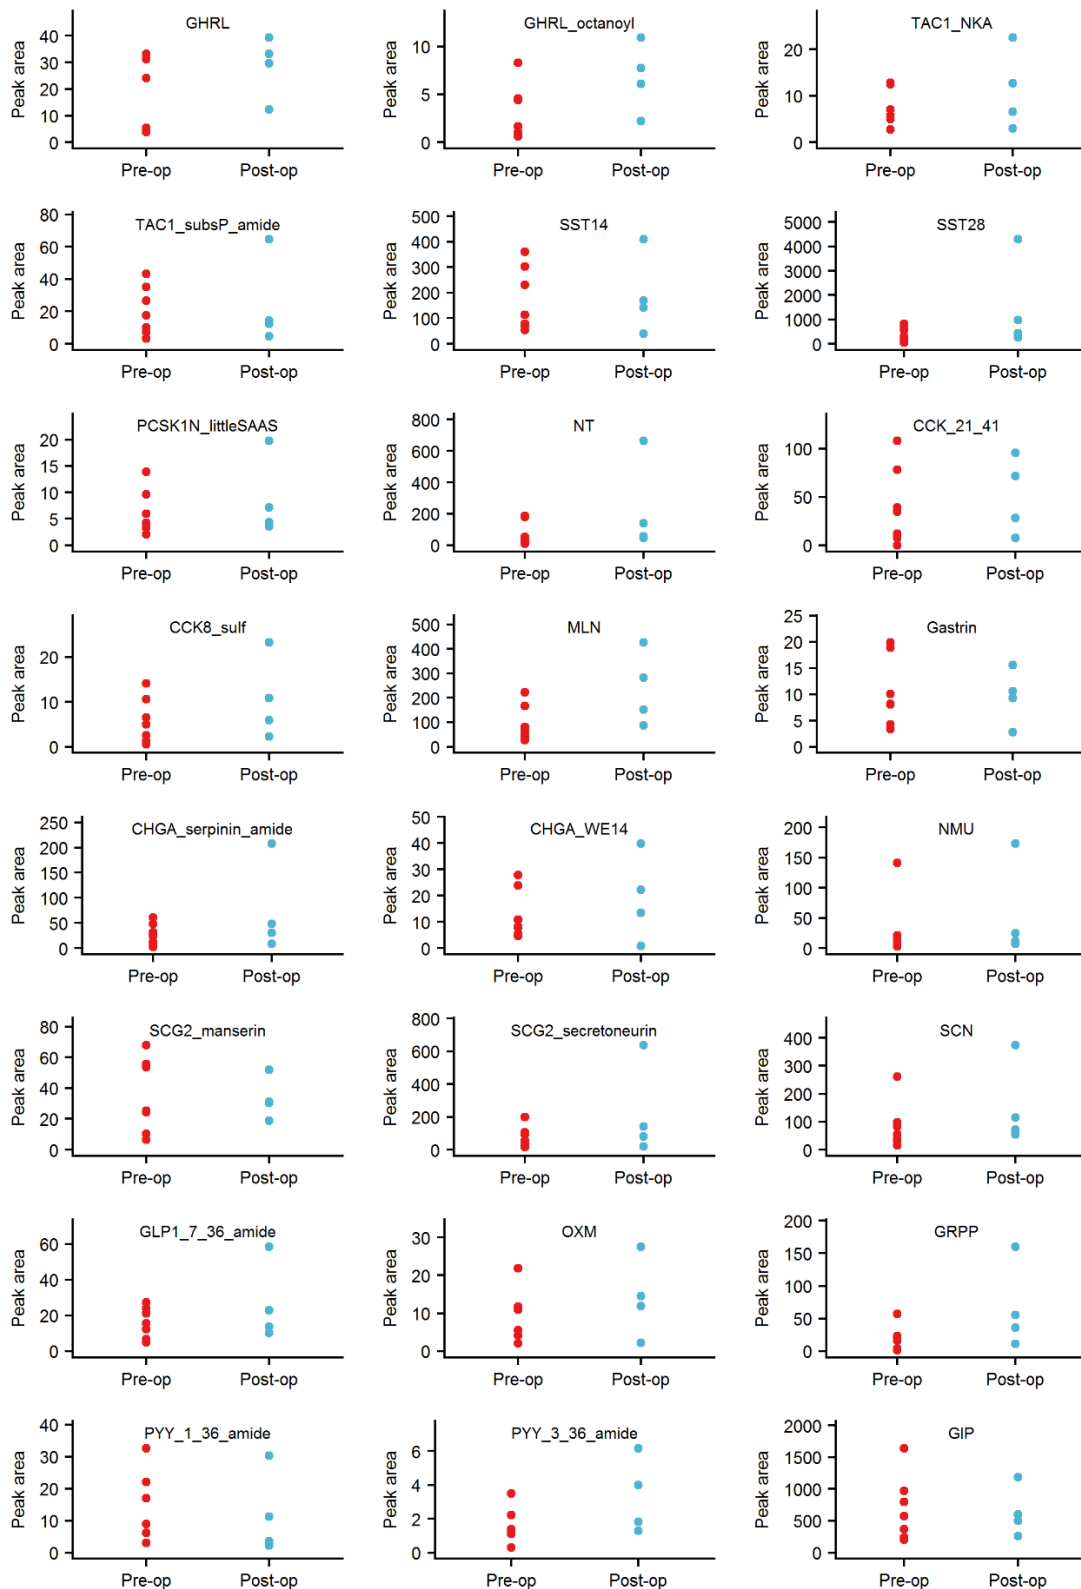 GHRL
Peak area
40
30
20
10
0
Pre-op Post-op
GHRL_octanoyl
Peak area
10
5
0
Pre-op Post-op
TAC1_NKA
Peak area
20
10
0
Pre-op Post-op
TAC1_subsP_amide
Peak area
80
60
40
20
0
Pre-op Post-op
SST14
Peak area
500
400
300
200
100
0
Pre-op Post-op
SST28
Peak area
5000
4000
3000
2000
1000
0
Pre-op Post-op
PCSK1N_littleSAAS
Peak area
20
15
10
5
0
Pre-op Post-op
NT
Peak area
800
600
400
200
0
Pre-op Post-op
CCK_21_41
Peak area
100
50
0
Pre-op Post-op
CCK8_sulf
Peak area
20
10
0
Pre-op Post-op
MLN
Peak area
500
400
300
200
100
0
Pre-op Post-op
Gastrin
Peak area
25
20
15
10
5
0
Pre-op Post-op
CHGA_serpinin_amide
Peak area
250
200
150
100
50
0
Pre-op Post-op
CHGA_WE14
Peak area
50
40
30
20
10
0
Pre-op Post-op
NMU
Peak area
200
150
100
50
0
Pre-op Post-op
SCG2_manserin
Peak area
80
60
40
20
0
Pre-op Post-op
SCG2_secretoneurin
Peak area
800
600
400
200
0
Pre-op Post-op
SCN
Peak area
400
300
200
100
0
Pre-op Post-op
GLP1_7_36_amide
Peak area
60
40
20
0
Pre-op Post-op
OXM
Peak area
30
20
10
0
Pre-op Post-op
GRPP
Peak area
200
150
100
50
0
Pre-op Post-op
PYY_1_36_amide
Peak area
40
30
20
10
0
Pre-op Post-op
PYY_3_36_amide
Peak area
6
4
2
0
Pre-op Post-op
GIP
Peak area
2000
1500
1000
500
0
Pre-op Post-op